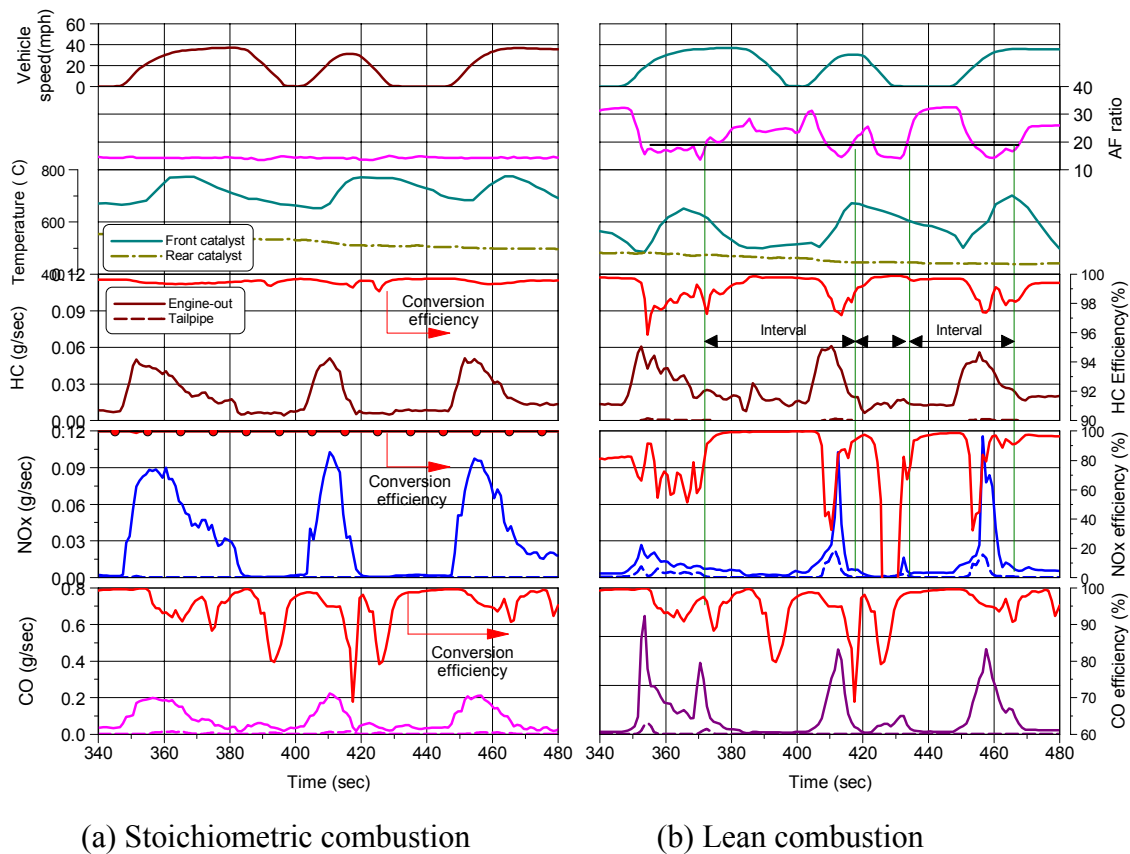 60
40
20
0
Vehicle
speed(mph)
800
600
400
Temperature ( C)
Front catalyst
Rear catalyst
0.12
0.09
0.06
0.03
0.00
HC (g/sec)
Engine-out
Tailpipe
Conversion
efficiency
0.12
0.09
0.06
0.03
0.00
NOx (g/sec)
Conversion
efficiency
0.8
0.6
0.4
0.2
0.0
CO (g/sec)
Conversion
efficiency
340 360 380 400 420 440 460 480
Time (sec)
(a) Stoichiometric combustion
40
30
20
10
AF ratio
100
98
96
94
92
90
HC Efficiency(%)
Interval
Interval
100
80
60
40
20
0
NOx efficiency (%)
100
90
80
70
60
CO efficiency (%)
340 360 380 400 420 440 460 480
Time (sec)
(b) Lean combustion